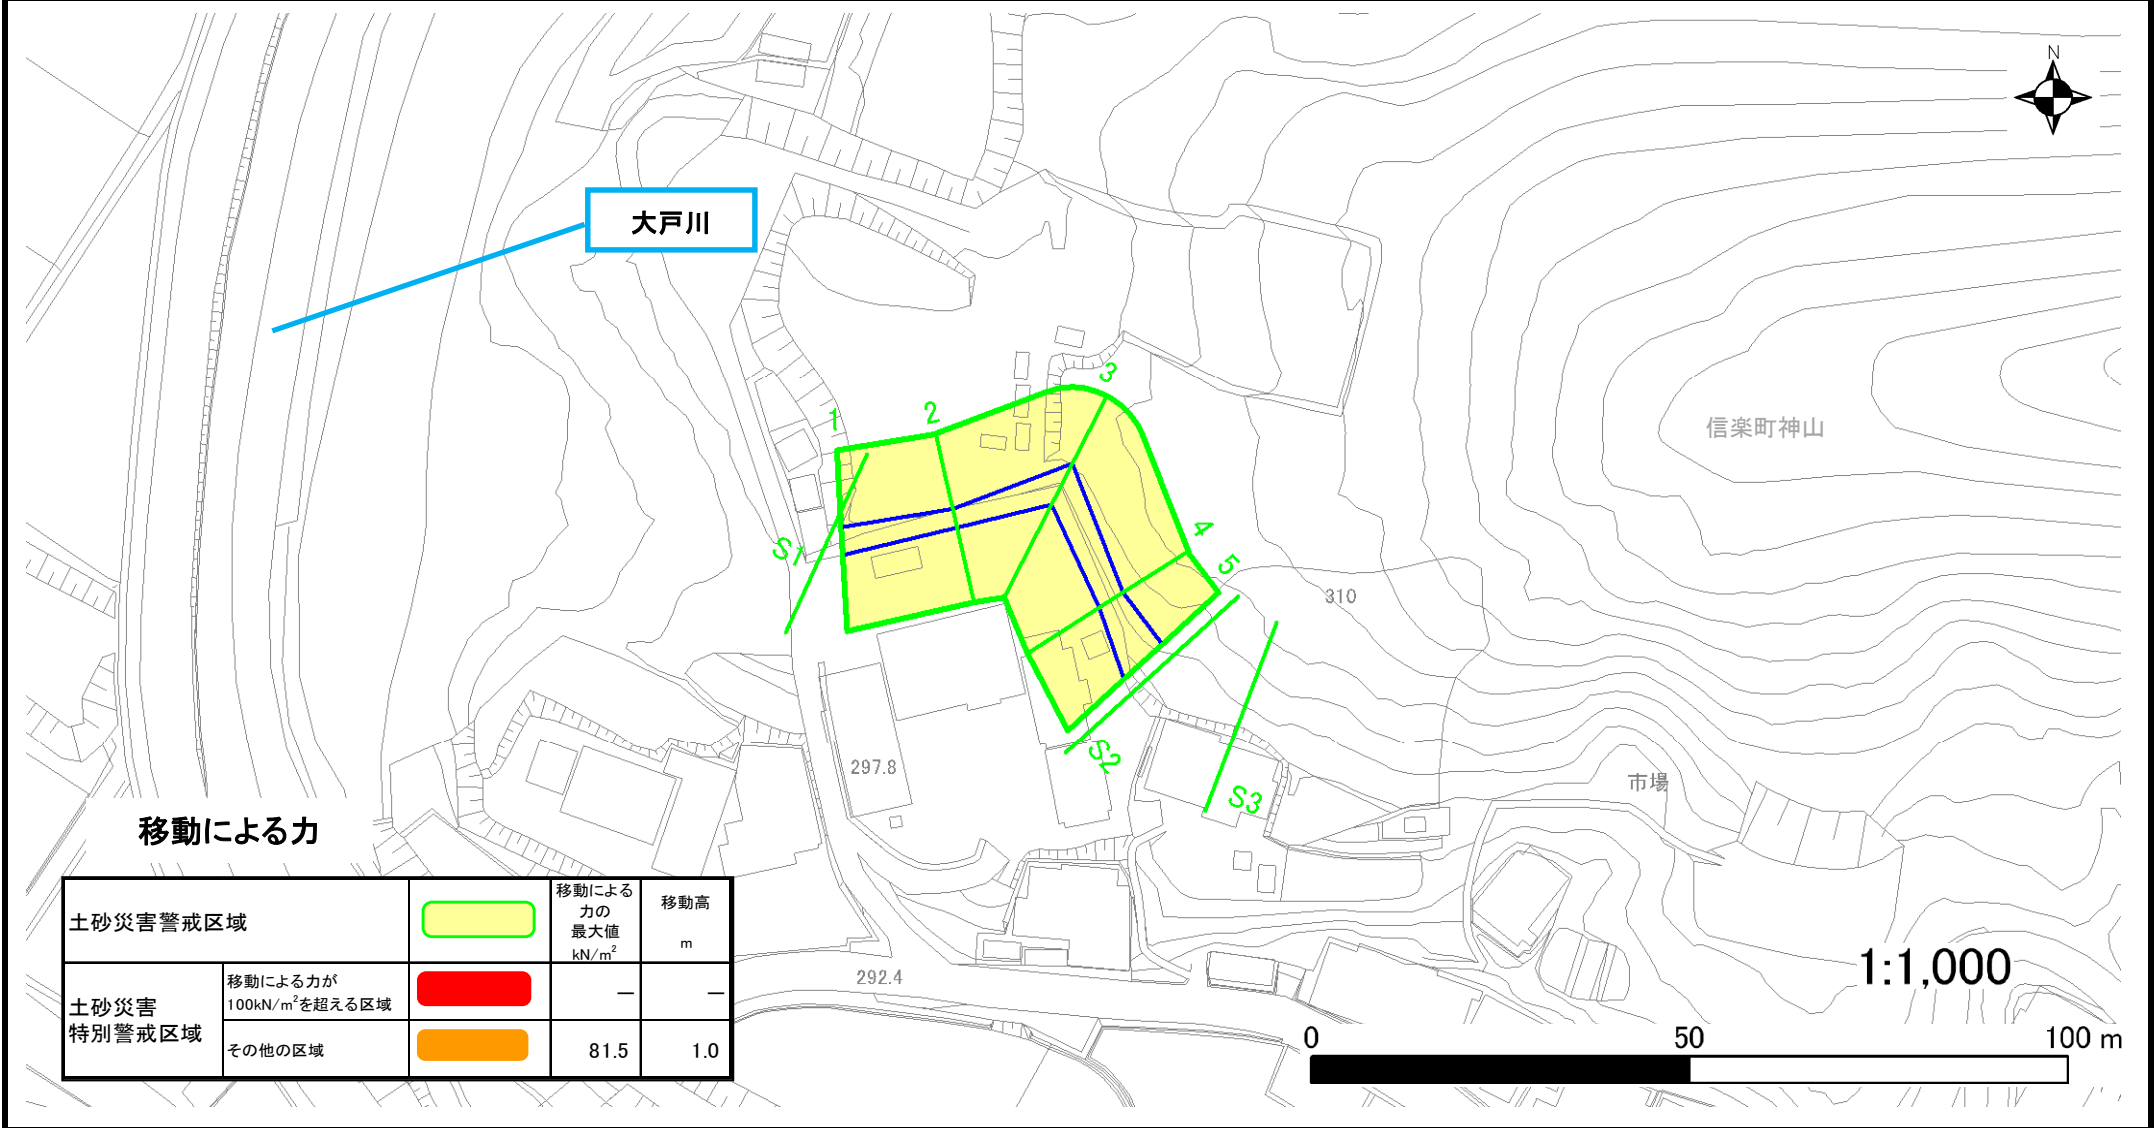 N
大戸川
3
2
1
信楽町神山
4
S1
5
310
S2
297.8
市場
S3
移動による力
土砂災害警戒区域
移動による
力の
最大値
kN/m²
移動高
m
土砂災害
特別警戒区域
移動による力が
100kN/m²を超える区域
－
－
その他の区域
81.5
1.0
292.4
1:1,000
0
50
100 m